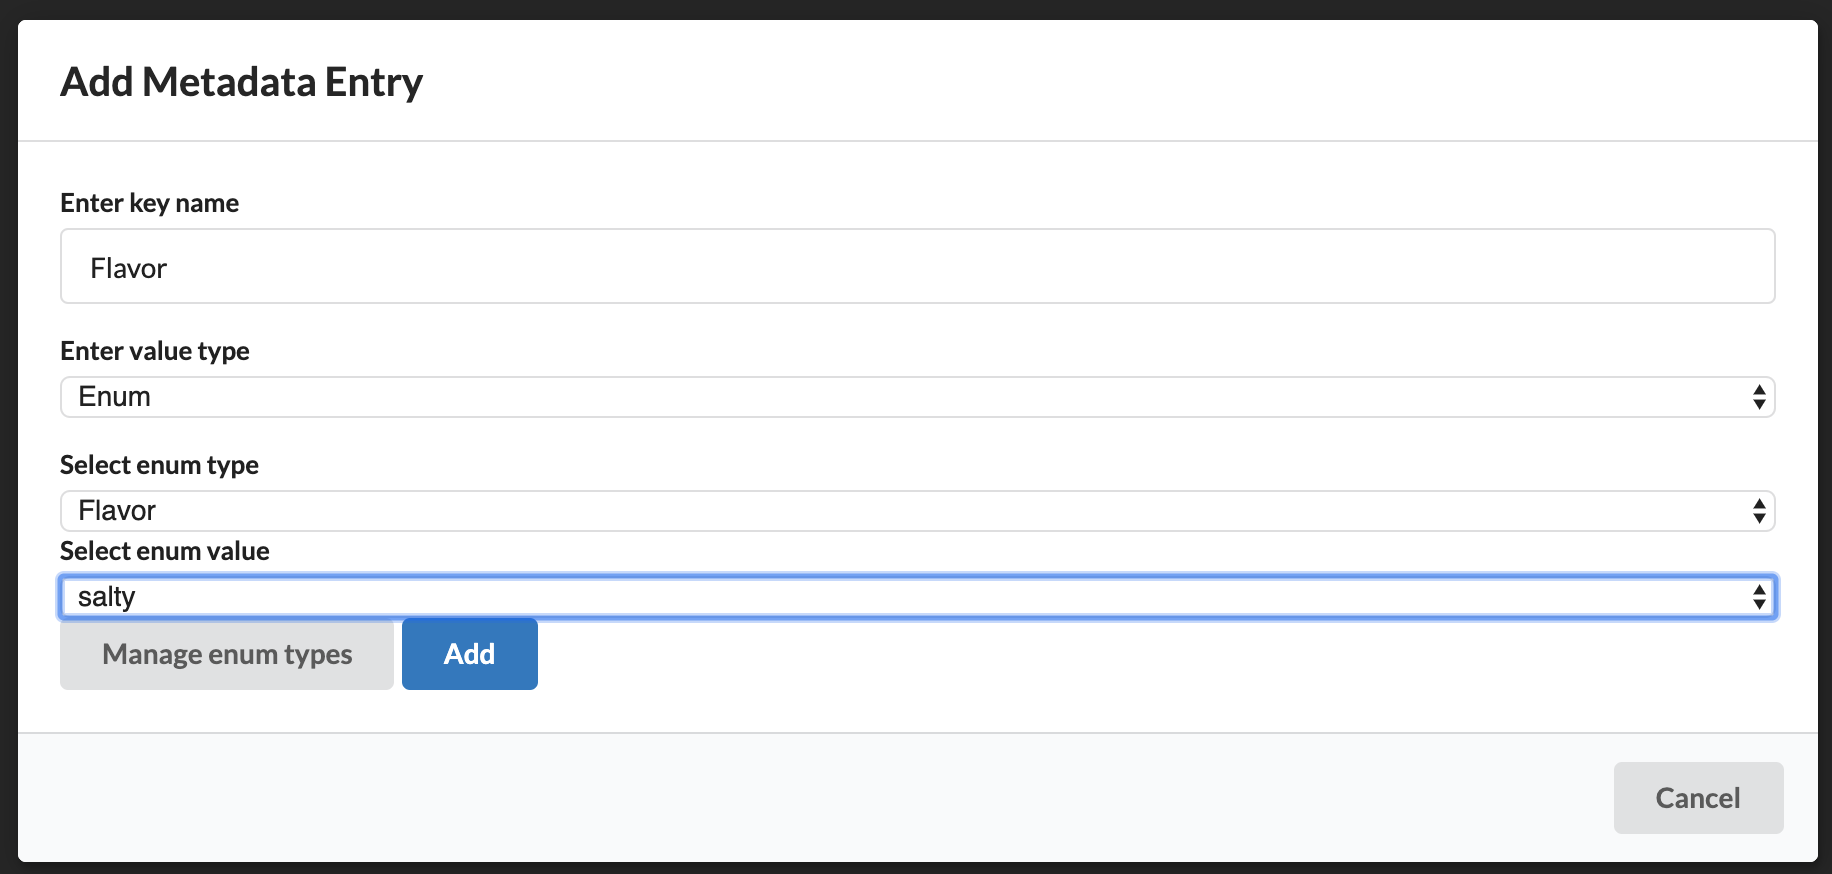 Add Metadata Entry
Enter key name
Flavor
Enter value type
Enum
Select enum type
Flavor
Select enum value
salty
Manage enum types Add
Cancel